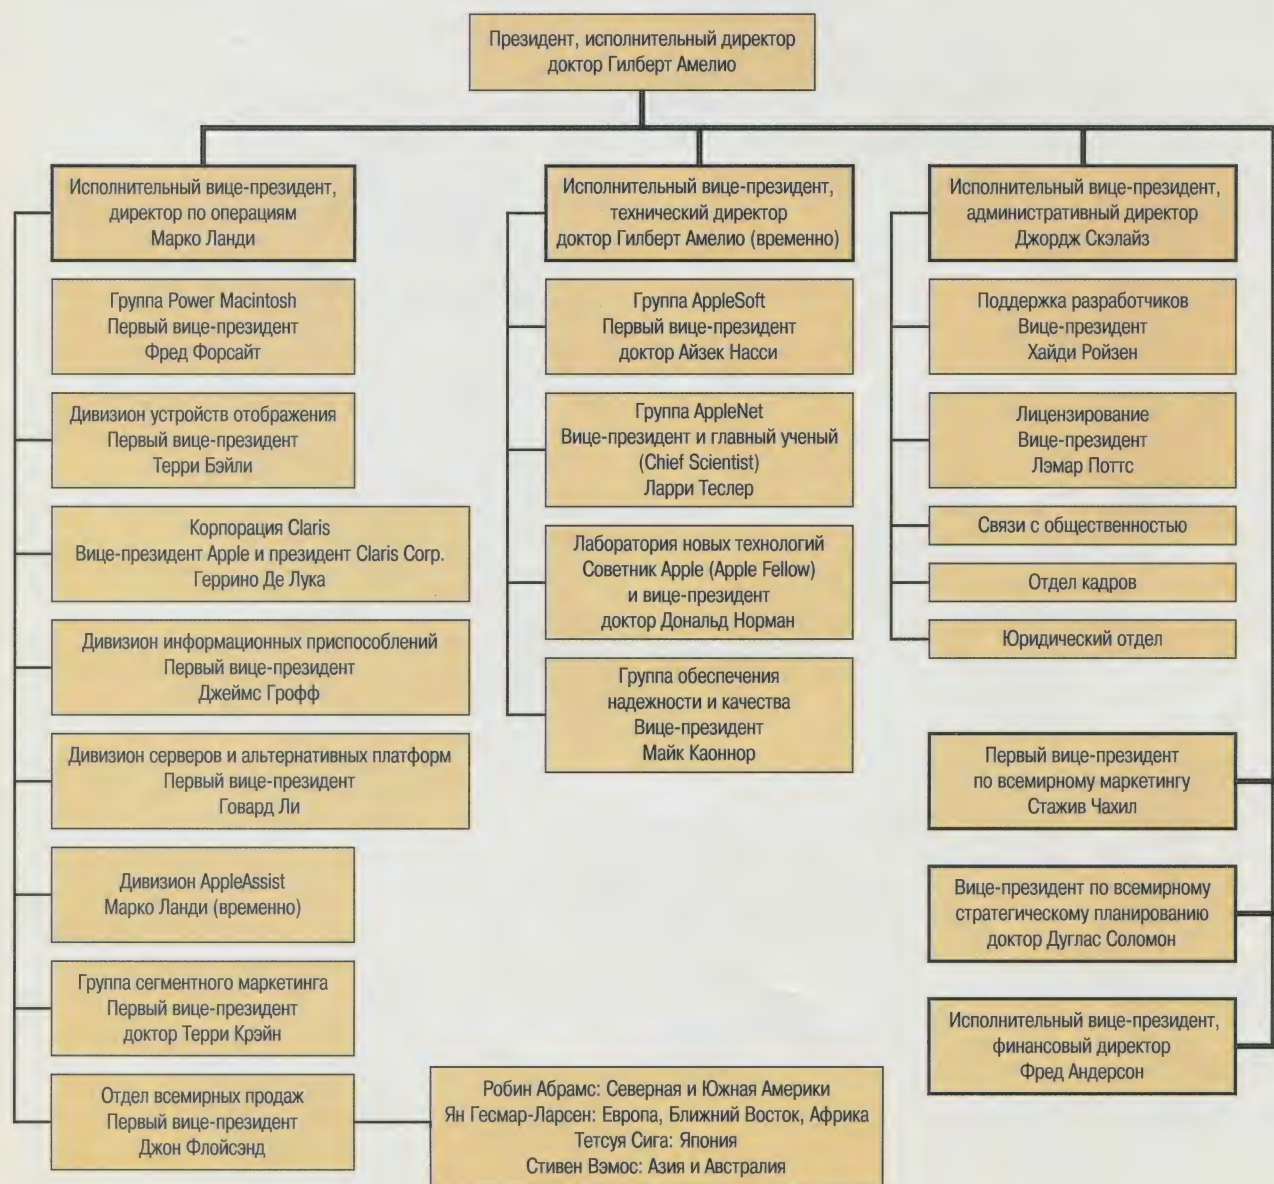 Президент, исполнительный директор
доктор Гилберт Амелио
Исполнительный вице-президент,
директор по операциям
Марко Ланди
Группа Power Macintosh
Первый вице-президент
Фред Форсайт
Дивизион устройств отображения
Первый вице-президент
Терри Бэйли
Корпорация Claris
Вице-президент Apple и президент Claris Corp.
Геррино Де Лука
Дивизион информационных приспособлений
Первый вице-президент
Джеймс Грофф
Дивизион серверов и альтернативных платформ
Первый вице-президент
Говард Ли
Дивизион AppleAssist
Марко Ланди (временно)
Группа сегментного маркетинга
Первый вице-президент
доктор Терри Крэйн
Отдел всемирных продаж
Первый вице-президент
Джон Флойсэнд
Робин Абрамс: Северная и Южная Америки
Ян Гесмар-Ларсен: Европа, Ближний Восток, Африка
Тетсуя Сига: Япония
Стивен Вэмос: Азия и Австралия
Исполнительный вице-президент,
технический директор
доктор Гилберт Амелио (временно)
Группа AppleSoft
Первый вице-президент
доктор Айзек Насси
Группа AppleNet
Вице-президент и главный ученый
(Chief Scientist)
Ларри Теслер
Лаборатория новых технологий
Советник Apple (Apple Fellow)
и вице-президент
доктор Дональд Норман
Группа обеспечения
надежности и качества
Вице-президент
Майк Каоннор
Исполнительный вице-президент,
административный директор
Джордж Скэлайз
Поддержка разработчиков
Вице-президент
Хайди Ройзен
Лицензирование
Вице-президент
Лэмар Поттс
Связи с общественностью
Отдел кадров
Юридический отдел
Первый вице-президент
по всемирному маркетингу
Стажив Чахил
Вице-президент по всемирному
стратегическому планированию
доктор Дуглас Соломон
Исполнительный вице-президент,
финансовый директор
Фред Андерсон